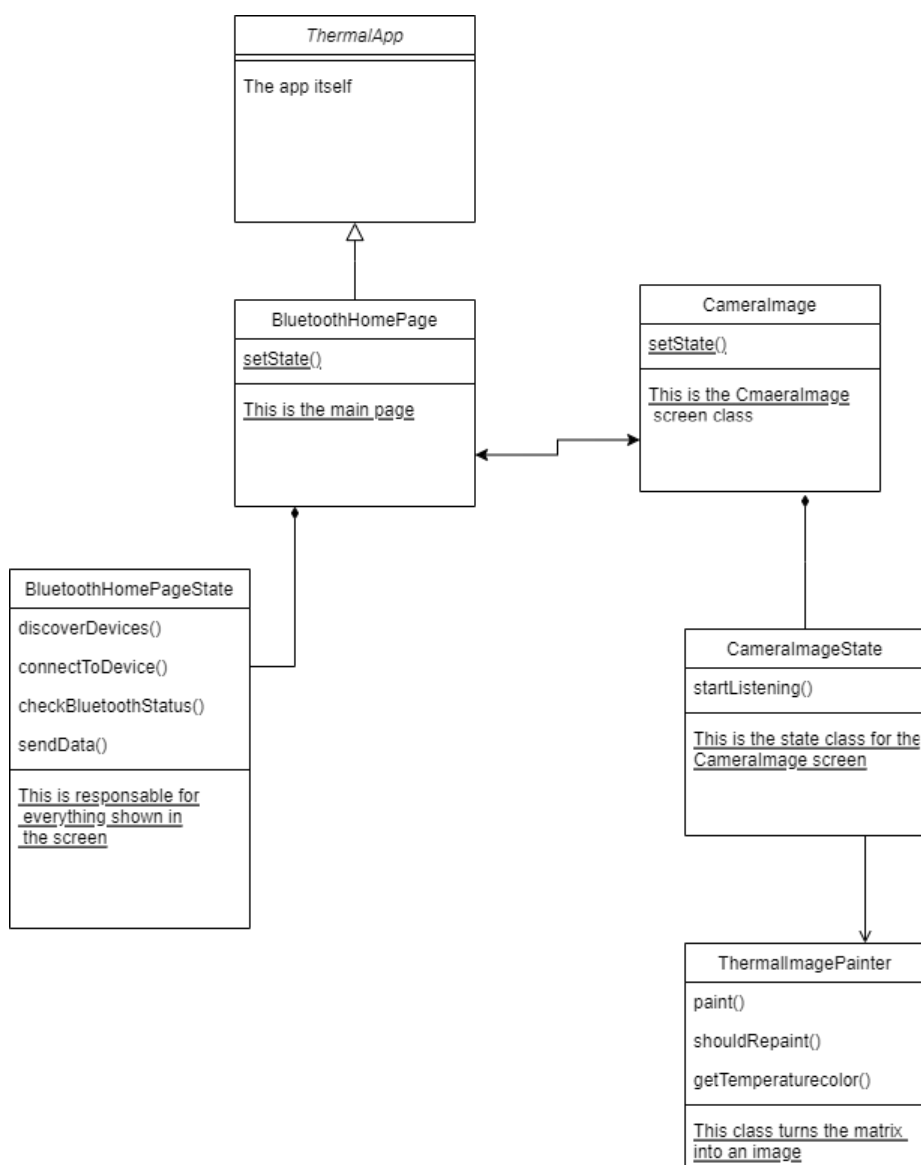 ThermalApp
The app itself
BluetoothHomePage
setState()
This is the main page
CameraImage
setState()
This is the CmaeraImage
screen class
BluetoothHomePageState
discoverDevices()
connectToDevice()
checkBluetoothStatus()
sendData()
This is responsable for
everything shown in
the screen
CameraImageState
startListening()
This is the state class for the
CameraImage screen
ThermalImagePainter
paint()
shouldRepaint()
getTemperaturecolor()
This class turns the matrix
into an image